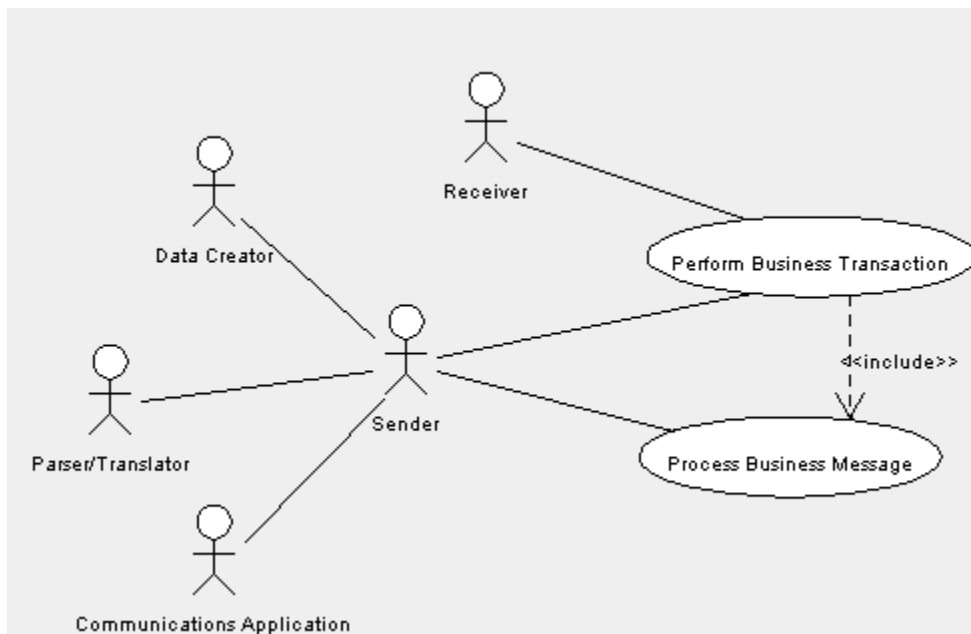 Receiver
Data Creator
Perform Business Transaction
<<include>>
Sender
Parser/Translator
Process Business Message
Communications Application